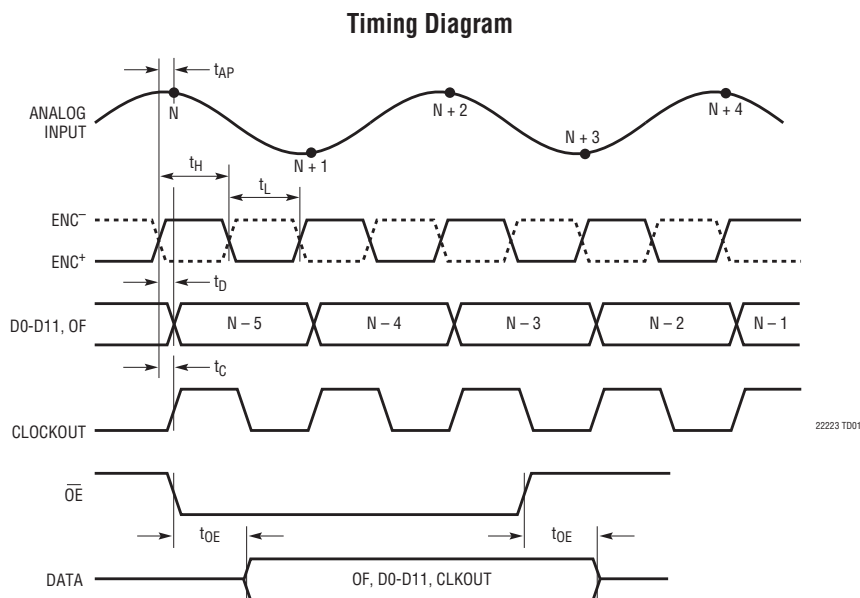 Timing Diagram
tAP
ANALOG
INPUT
N
N + 1
N + 2
N + 3
N + 4
tH
tL
ENC–
ENC+
tD
D0-D11, OF
N – 5
N – 4
N – 3
N – 2
N – 1
tC
CLOCKOUT
22223 TD01
OE
tOE
tOE
DATA
OF, D0-D11, CLKOUT